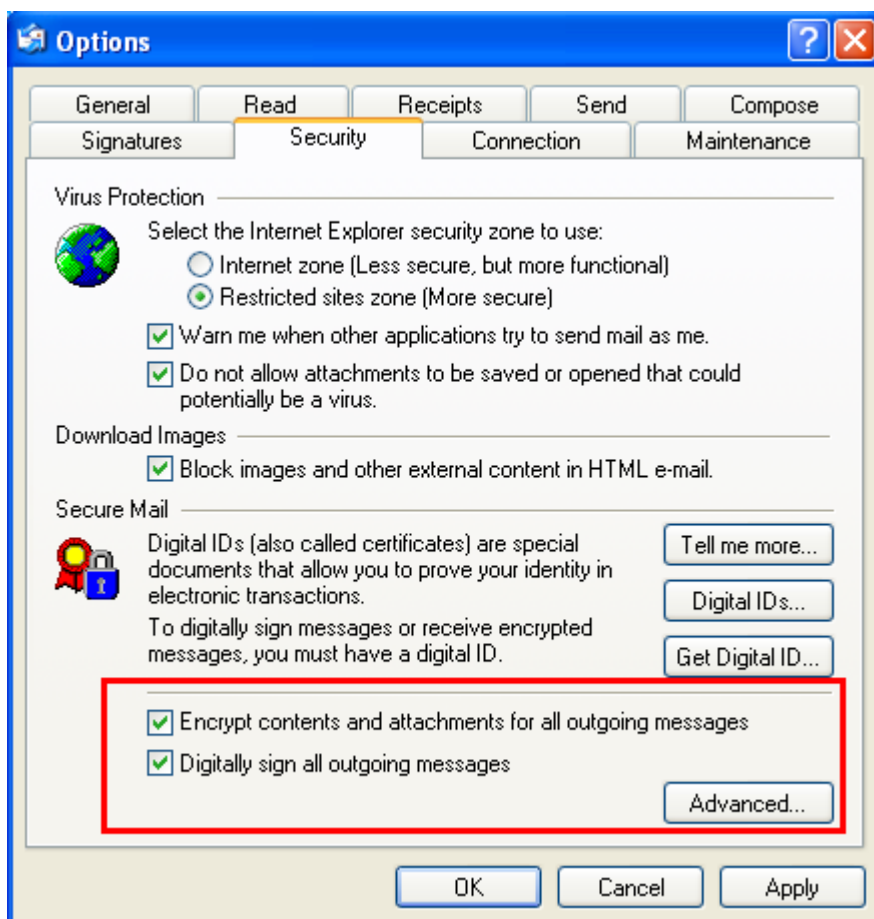 Options
General Read Receipts Send Compose
Signatures Security Connection Maintenance
Virus Protection
Select the Internet Explorer security zone to use:
Internet zone (Less secure, but more functional)
Restricted sites zone (More secure)
Warn me when other applications try to send mail as me.
Do not allow attachments to be saved or opened that could
potentially be a virus.
Download Images
Block images and other external content in HTML e-mail.
Secure Mail
Digital IDs (also called certificates) are special
documents that allow you to prove your identity in
electronic transactions.
Tell me more...
Digital IDs...
To digitally sign messages or receive encrypted
messages, you must have a digital ID.
Get Digital ID...
Encrypt contents and attachments for all outgoing messages
Digitally sign all outgoing messages
Advanced...
OK Cancel Apply